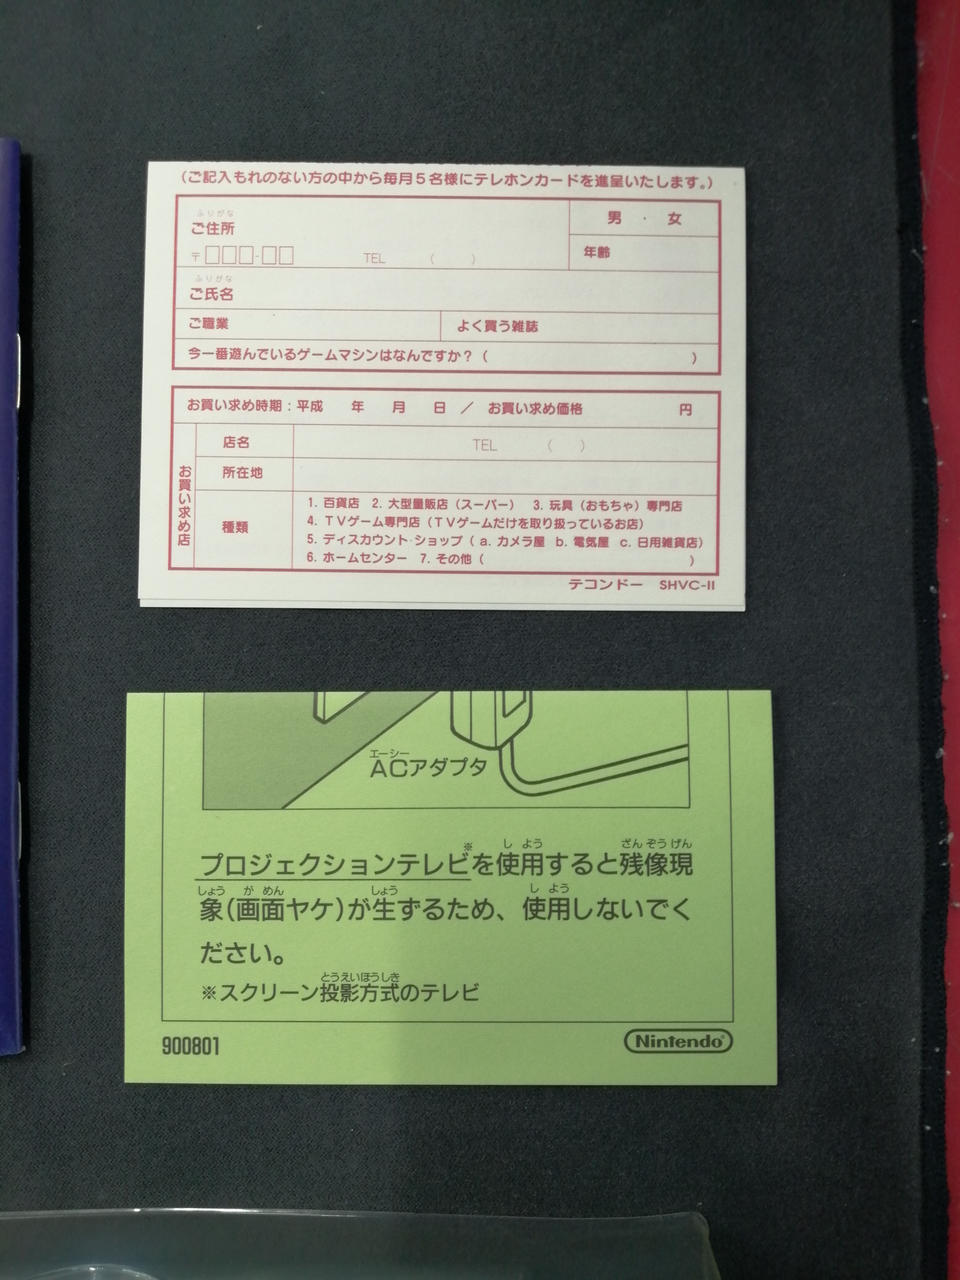 (ご記入もれのない方の中から毎月5名様にテレホンカードを進呈いたします。)
ふりがな
ご住所
男・女
〒□□□-□□ TEL ( )
年齢
ふりがな
ご氏名
ご職業
よく買う雑誌
今一番遊んでいるゲームマシンはなんですか?( )
お買い求め時期:平成 年 月 日 / お買い求め価格 円
お買い求め店
店名 TEL ( )
所在地
種類
1. 百貨店 2. 大型量販店(スーパー) 3. 玩具(おもちゃ)専門店
4. TVゲーム専門店(TVゲームだけを取り扱っているお店)
5. ディスカウント・ショップ(a. カメラ屋 b. 電気屋 c. 日用雑貨店)
6. ホームセンター 7. その他( )
テコンドー SHVC-II
エーシー
ACアダプタ
し よう ざん ぞう げん
プロジェクションテレビ※を使用すると残像現
しょう が めん しょう し よう
象(画面ヤケ)が生ずるため、使用しないでく
ださい。
とうえいほうしき
※スクリーン投影方式のテレビ
900801
Nintendo